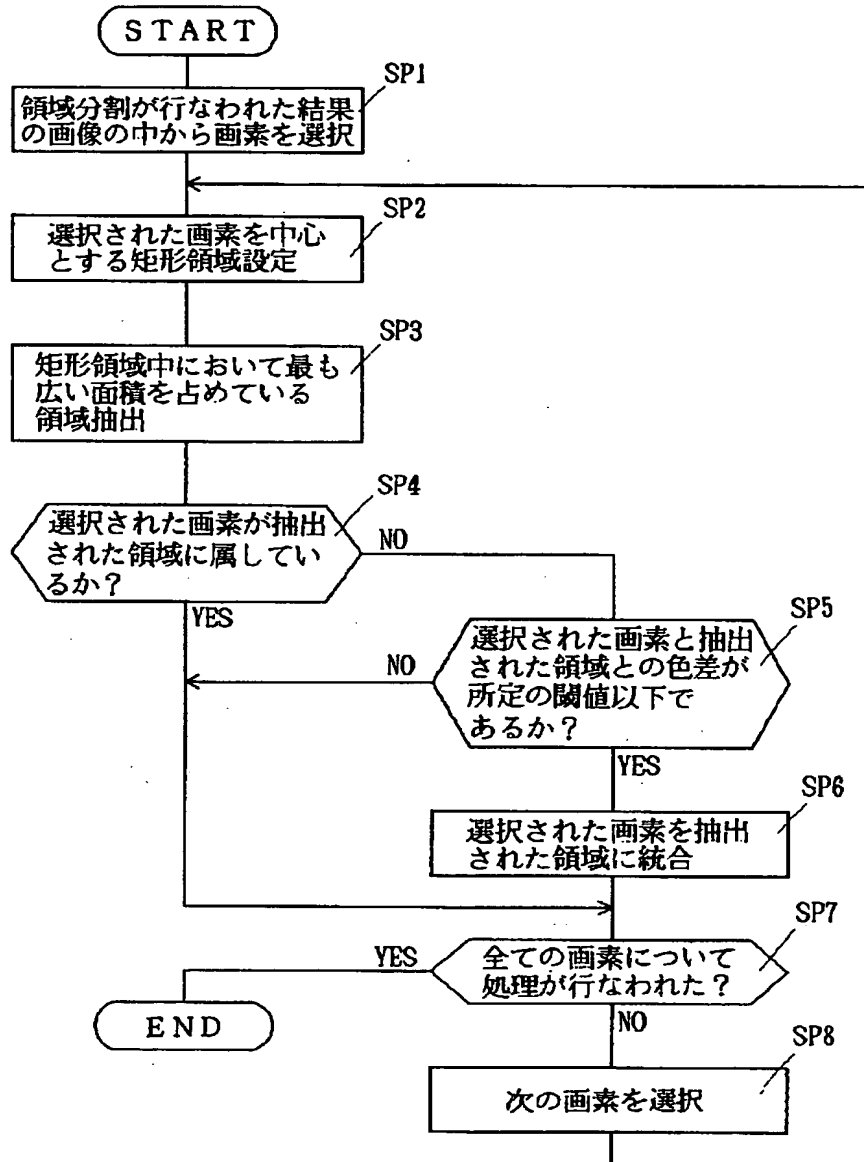 START
SP1
領域分割が行なわれた結果
の画像の中から画素を選択
SP2
選択された画素を中心
とする矩形領域設定
SP3
矩形領域中において最も
広い面積を占めている
領域抽出
SP4
選択された画素が抽出
された領域に属してい
るか？
NO
YES
SP5
選択された画素と抽出
された領域との色差が
所定の閾値以下で
あるか？
NO
YES
SP6
選択された画素を抽出
された領域に統合
SP7
全ての画素について
処理が行なわれた？
YES
END
NO
SP8
次の画素を選択